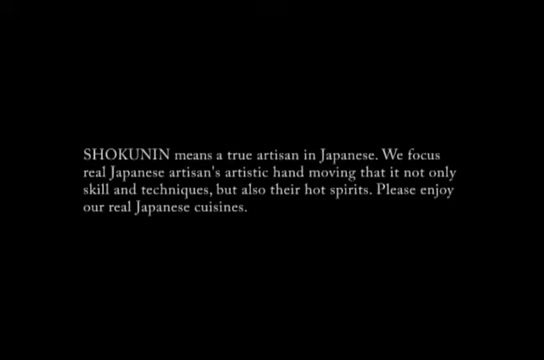 SHOKUNIN means a true artisan in Japanese. We focus
real Japanese artisan's artistic hand moving that it not only
skill and techniques, but also their hot spirits. Please enjoy
our real Japanese cuisines.